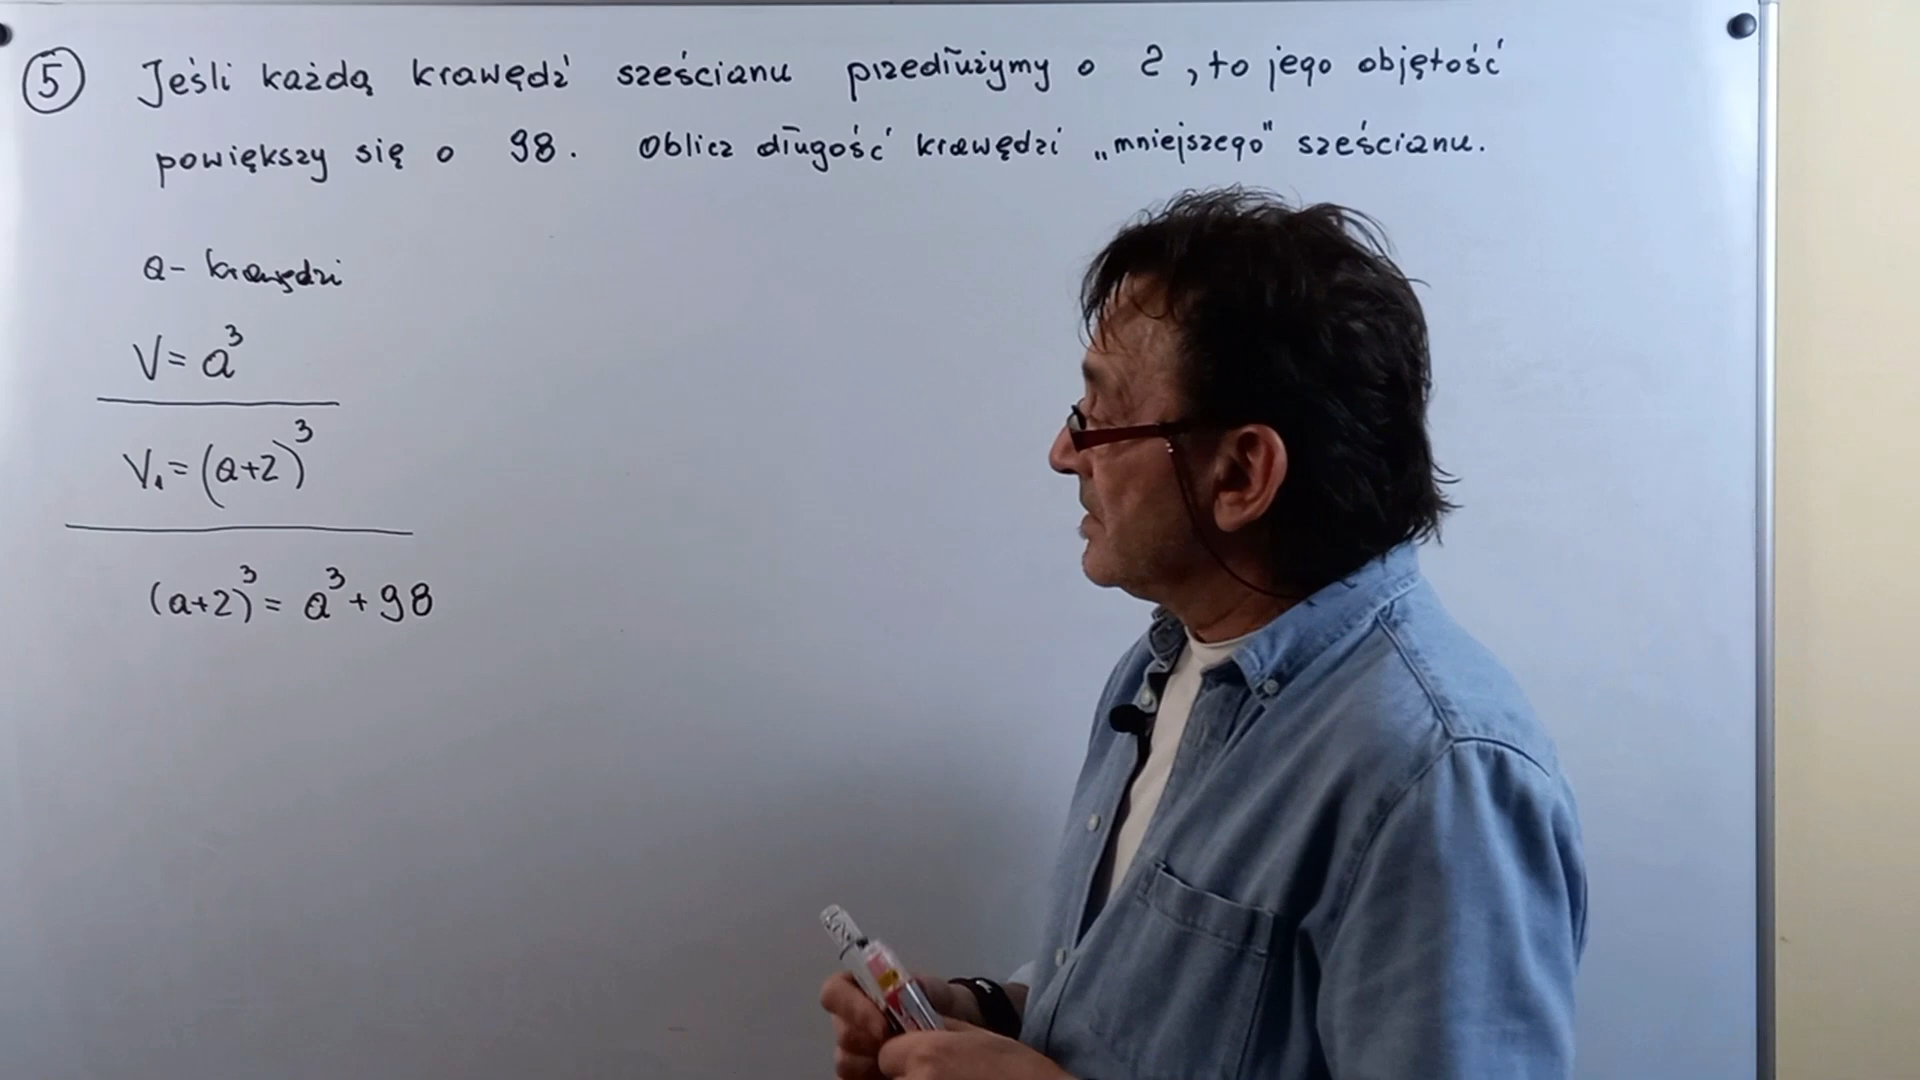 5 Jeśli każdą krawędź sześcianu przedłużymy o 2, to jego objętość
powiększy się o 98. Oblicz długość krawędzi „mniejszego" sześcianu.
a- krawędzi
V= a³
V₁= (a+2)³
(a+2)³= a³+98